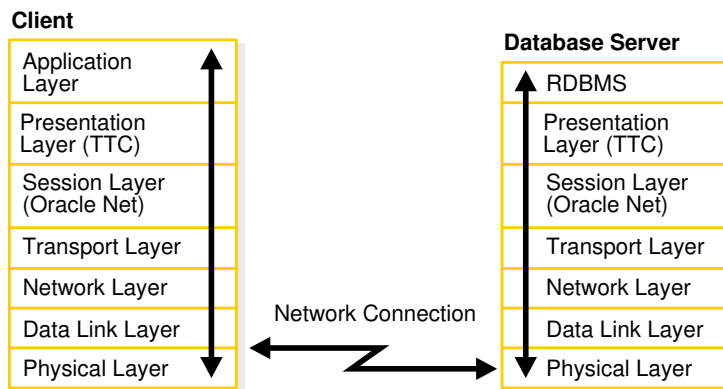 Client
Application
Layer
Presentation
Layer (TTC)
Session Layer
(Oracle Net)
Transport Layer
Network Layer
Data Link Layer
Physical Layer
Network Connection
Database Server
RDBMS
Presentation
Layer (TTC)
Session Layer
(Oracle Net)
Transport Layer
Network Layer
Data Link Layer
Physical Layer